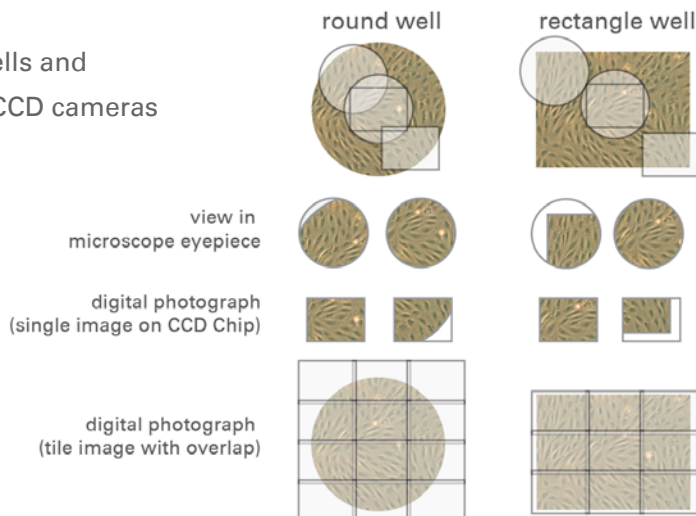 round well
rectangle well
ells and
CCD cameras
view in
microscope eyepiece
digital photograph
(single image on CCD Chip)
digital photograph
(tile image with overlap)